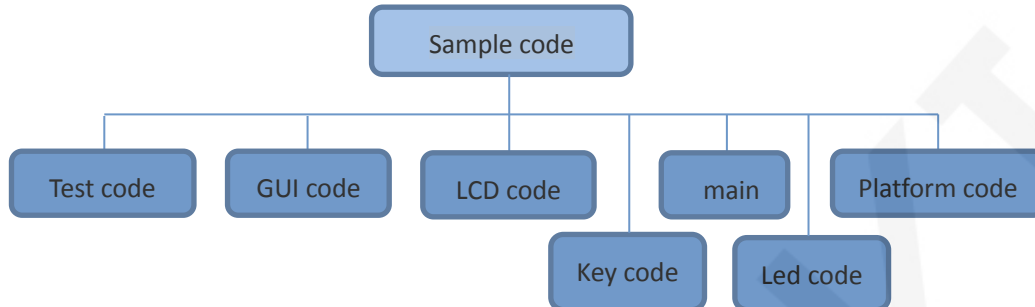 Sample code
Test code
GUI code
LCD code
main
Platform code
Key code
Led code